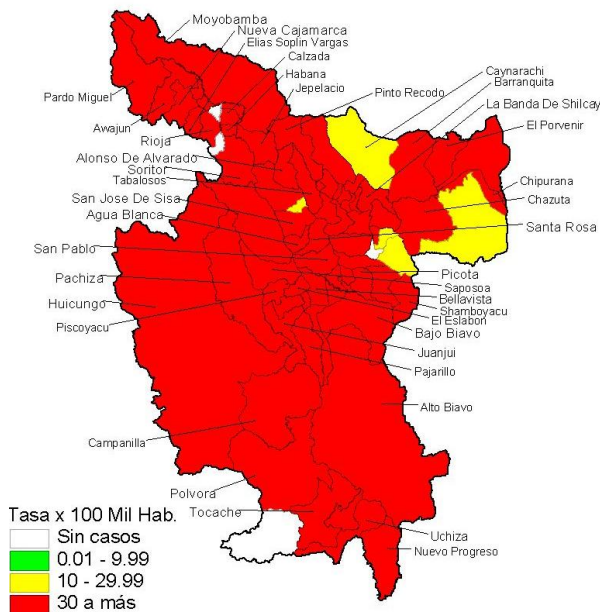 Moyobamba
Nueva Cajamarca
Elias Soplin Vargas
Calzada
Habana
Jepelacio
Pinto Recodo
Caynarachi
Barranquita
La Banda De Shilcay
El Porvenir
Pardo Miguel
Awajun
Rioja
Alonso De Alvarado
Soritor
Tabalosos
San Jose De Sisa
Agua Blanca
Chipurana
Chazuta
Santa Rosa
San Pablo
Pachiza
Huicungo
Piscoyacu
Picota
Saposoa
Bellavista
Shamboyacu
El Eslabon
Bajo Biavo
Juanjui
Pajarillo
Alto Biavo
Campanilla
Polvora
Tocache
Uchiza
Nuevo Progreso
Tasa x 100 Mil Hab.
Sin casos
0.01 - 9.99
10 - 29.99
30 a más